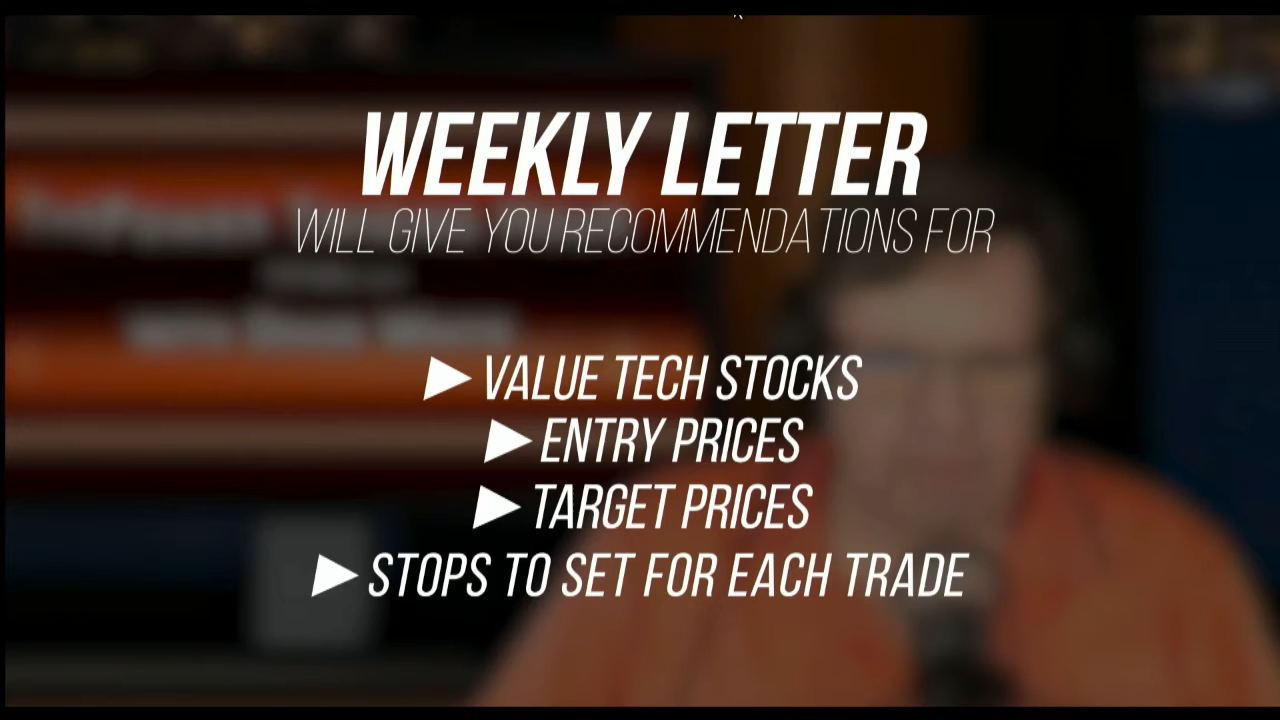 WEEKLY LETTER
WILL GIVE YOU RECOMMENDATIONS FOR
▶ VALUE TECH STOCKS
▶ ENTRY PRICES
▶ TARGET PRICES
▶ STOPS TO SET FOR EACH TRADE